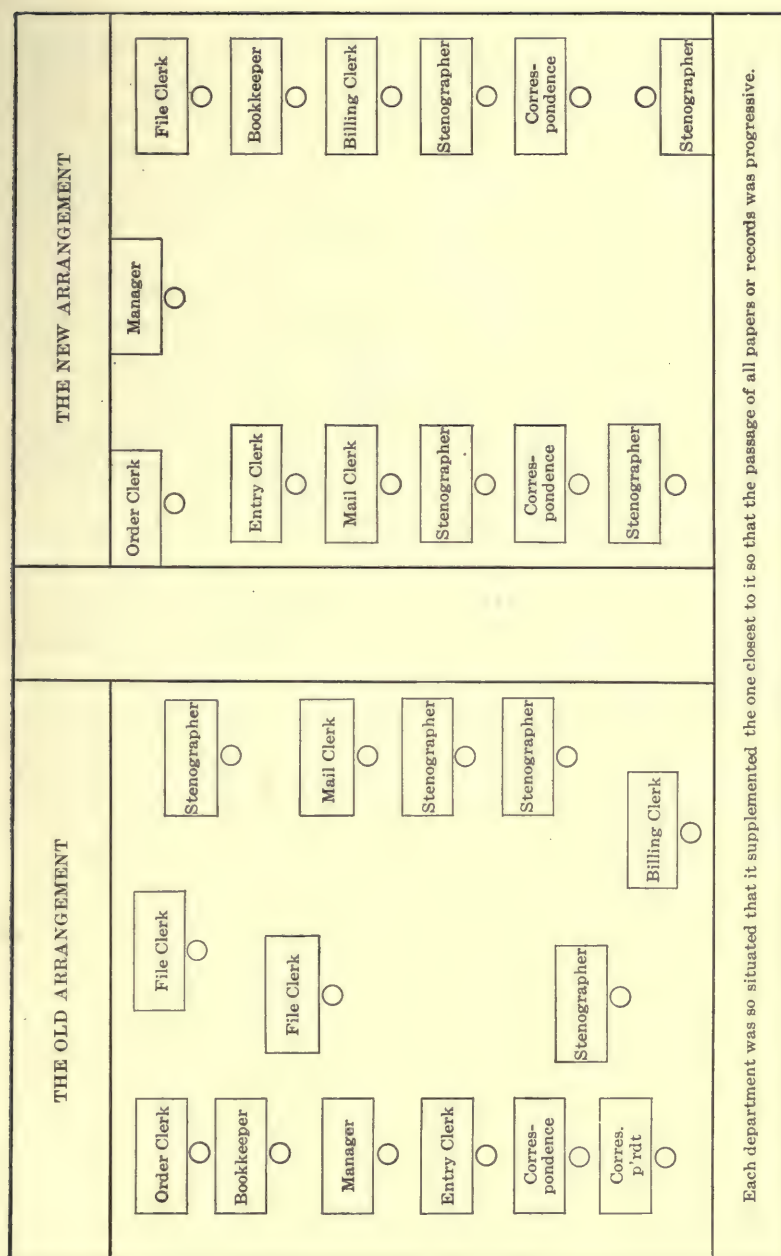 THE OLD ARRANGEMENT
Order Clerk
Bookkeeper
Manager
Entry Clerk
Corres-
pondence
Corres.
p'rdt
File Clerk
File Clerk
Stenographer
Billing Clerk
Stenographer
Mail Clerk
Stenographer
Stenographer
THE NEW ARRANGEMENT
Order Clerk
Entry Clerk
Mail Clerk
Stenographer
Corres-
pondence
Stenographer
Manager
File Clerk
Bookkeeper
Billing Clerk
Stenographer
Corres-
pondence
Stenographer
Each department was so situated that it supplemented the one closest to it so that the passage of all papers or records was progressive.